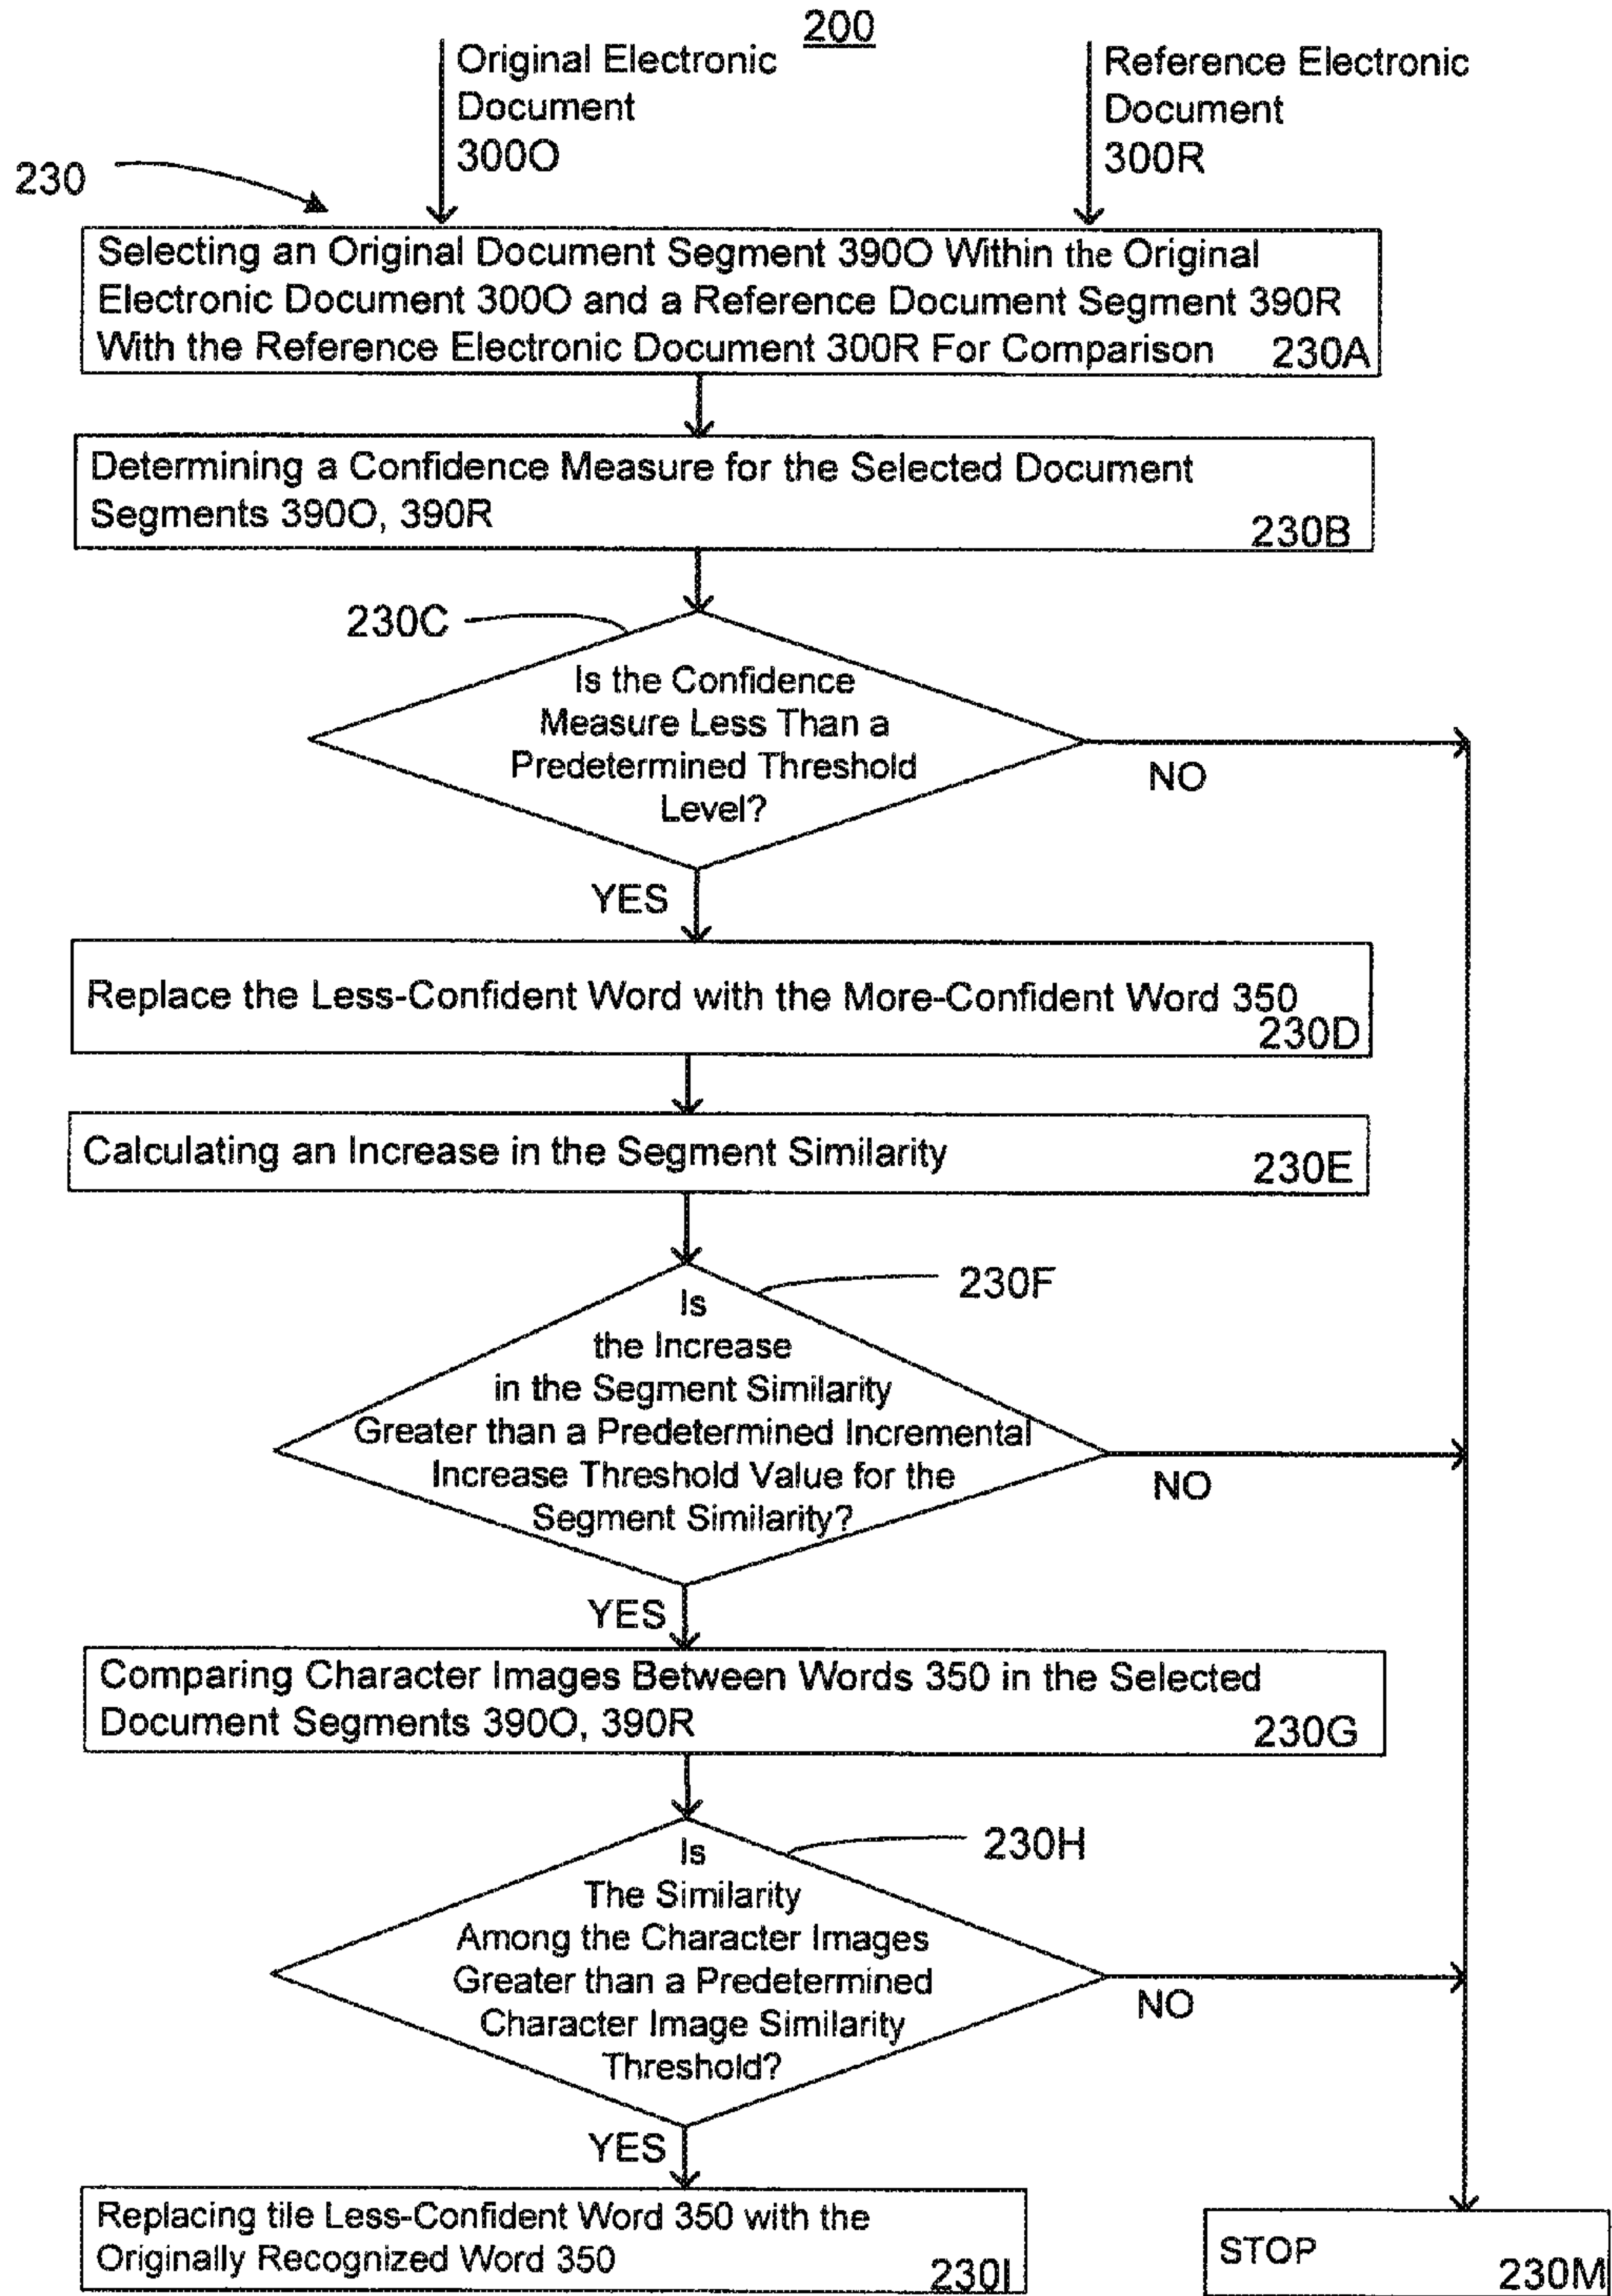 200
Original Electronic
Document
300O
Reference Electronic
Document
300R
230
Selecting an Original Document Segment 390O Within the Original
Electronic Document 300O and a Reference Document Segment 390R
With the Reference Electronic Document 300R For Comparison 230A
Determining a Confidence Measure for the Selected Document
Segments 390O, 390R
230B
230C
Is the Confidence
Measure Less Than a
Predetermined Threshold
Level?
NO
YES
Replace the Less-Confident Word with the More-Confident Word 350
230D
Calculating an Increase in the Segment Similarity 230E
230F
Is
the Increase
in the Segment Similarity
Greater than a Predetermined Incremental
Increase Threshold Value for the
Segment Similarity?
NO
YES
Comparing Character Images Between Words 350 in the Selected
Document Segments 390O, 390R 230G
230H
Is
The Similarity
Among the Character Images
Greater than a Predetermined
Character Image Similarity
Threshold?
NO
YES
Replacing tile Less-Confident Word 350 with the
Originally Recognized Word 350 230I
STOP 230M